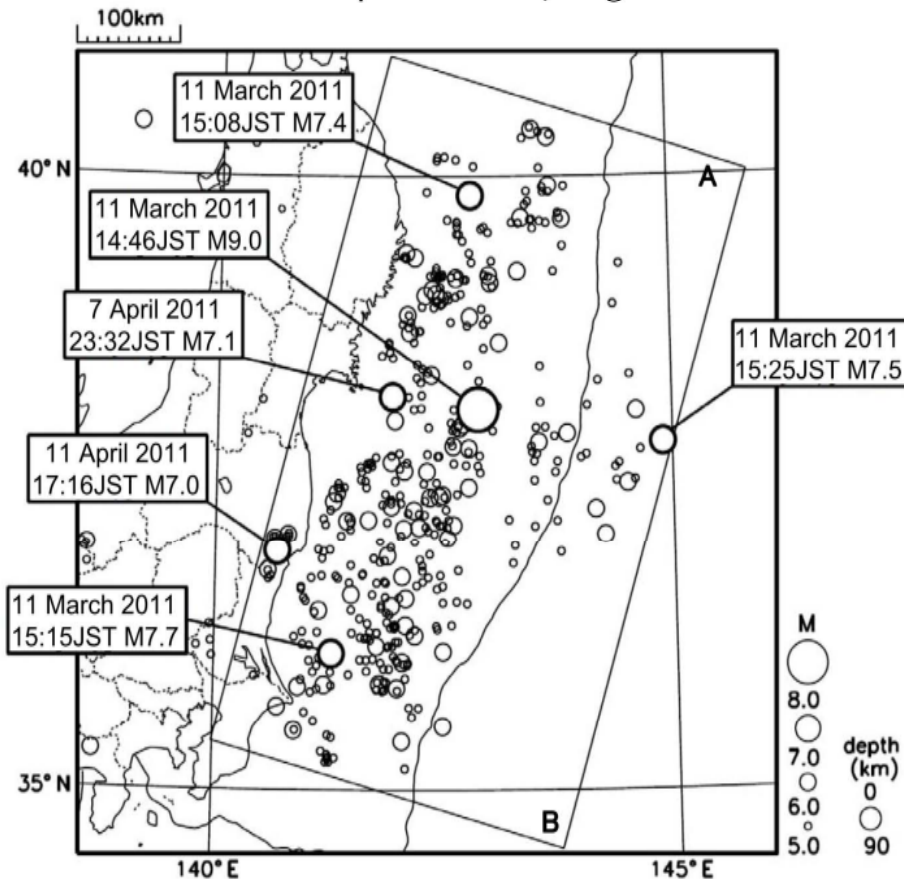 100km
11 March 2011
15:08JST M7.4
40°N
A
11 March 2011
14:46JST M9.0
7 April 2011
23:32JST M7.1
11 March 2011
15:25JST M7.5
11 April 2011
17:16JST M7.0
11 March 2011
15:15JST M7.7
M
8.0
7.0
6.0
5.0
depth
(km)
0
90
35°N
B
140°E
145°E